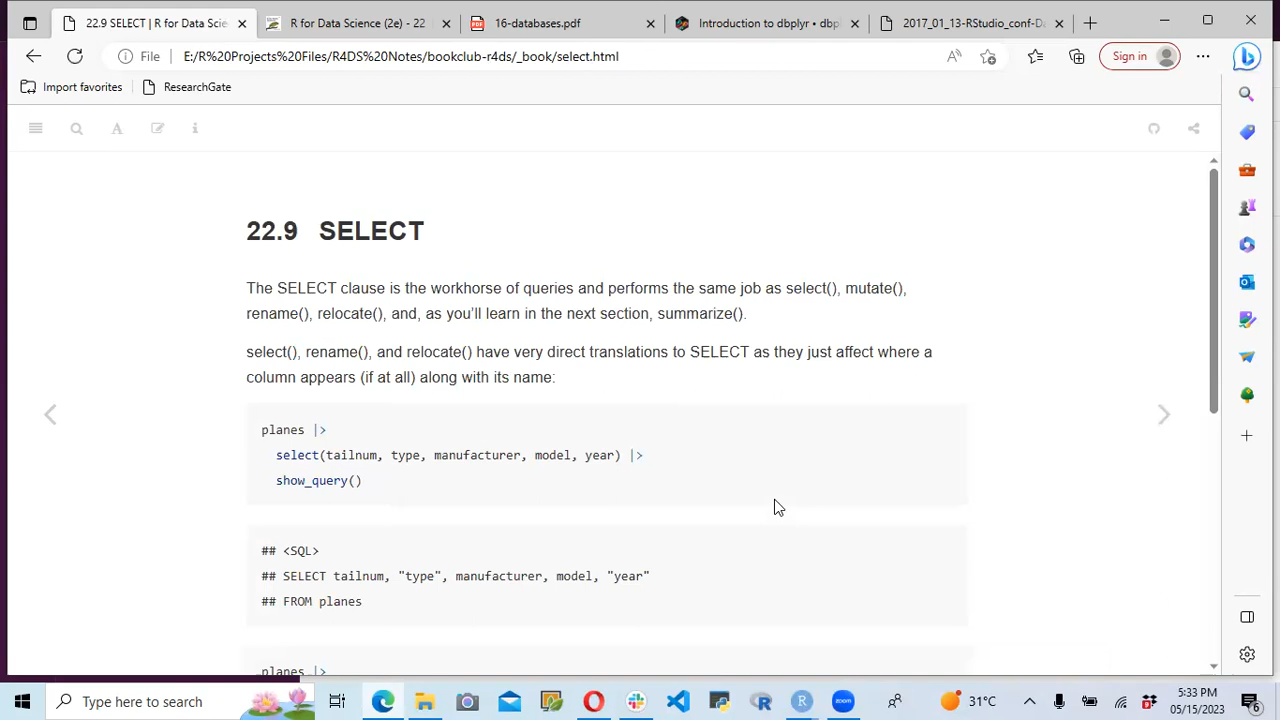 22.9 SELECT | R for Data Scie
R for Data Science (2e) - 22
16-databases.pdf
Introduction to dbplyr • dbp
2017_01_13-RStudio_conf-Da
File
E:/R%20Projects%20Files/R4DS%20Notes/bookclub-r4ds/_book/select.html
Sign in
Import favorites
ResearchGate
22.9 SELECT
The SELECT clause is the workhorse of queries and performs the same job as select(), mutate(),
rename(), relocate(), and, as you'll learn in the next section, summarize().
select(), rename(), and relocate() have very direct translations to SELECT as they just affect where a
column appears (if at all) along with its name:
planes |>
select(tailnum, type, manufacturer, model, year) |>
show_query()
## <SQL>
## SELECT tailnum, "type", manufacturer, model, "year"
## FROM planes
planes |>
Type here to search
zoom
31°C
5:33 PM
05/15/2023
6